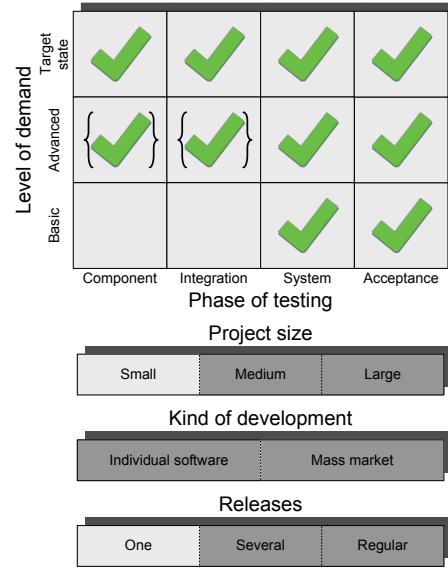 Level of demand
Target
state
Advanced
Basic
{ } { }
Component Integration System Acceptance
Phase of testing
Project size
Small Medium Large
Kind of development
Individual software Mass market
Releases
One Several Regular